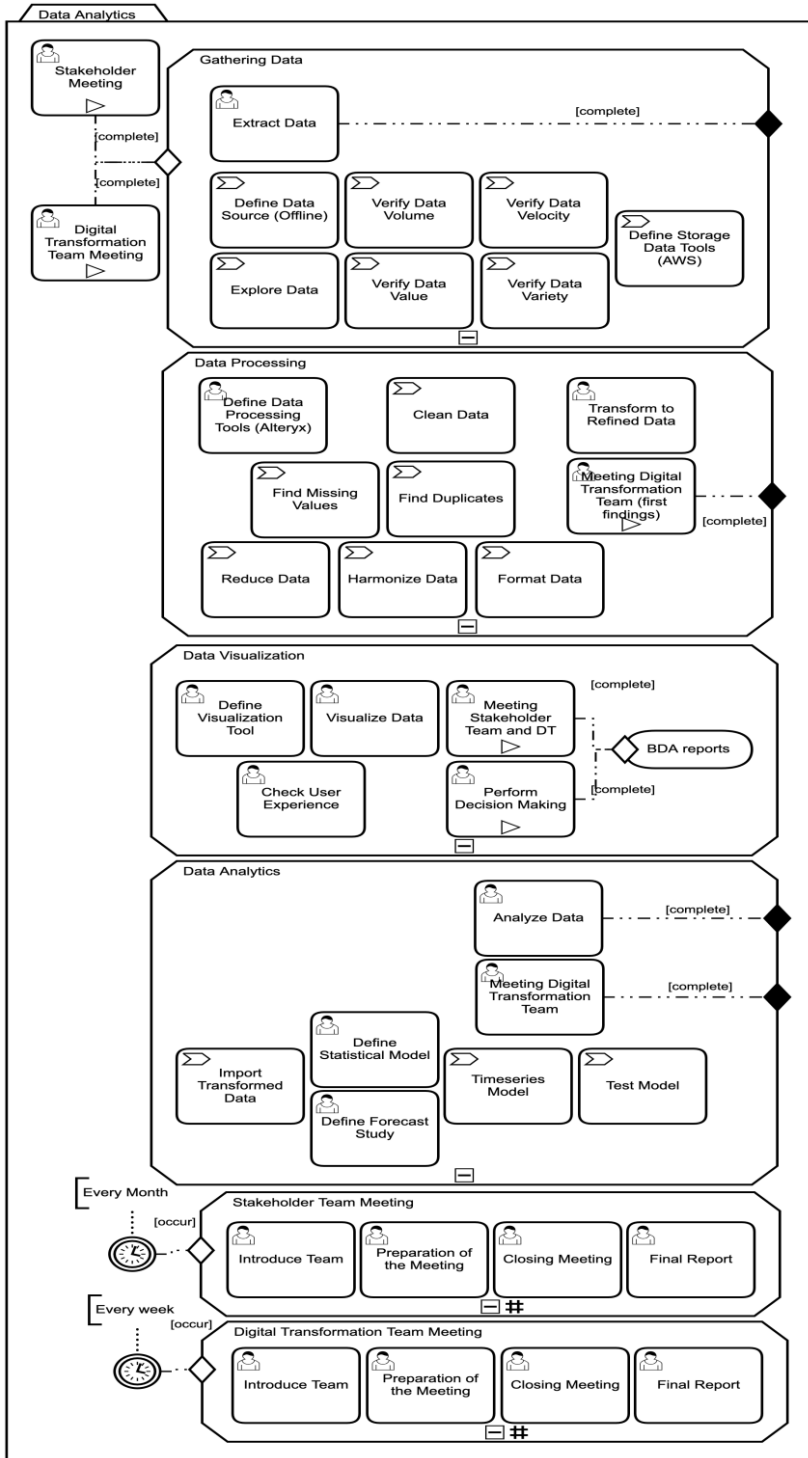 Data Analytics
Stakeholder
Meeting
[complete]
[complete]
Digital
Transformation
Team Meeting
Gathering Data
Extract Data
[complete]
Define Data
Source (Offline)
Verify Data
Volume
Verify Data
Velocity
Define Storage
Data Tools
(AWS)
Explore Data
Verify Data
Value
Verify Data
Variety
Data Processing
Define Data
Processing
Tools (Alteryx)
Clean Data
Transform to
Refined Data
Find Missing
Values
Find Duplicates
Meeting Digital
Transformation
Team (first
findings)
[complete]
Reduce Data
Harmonize Data
Format Data
Data Visualization
Define
Visualization
Tool
Visualize Data
Meeting
Stakeholder
Team and DT
[complete]
BDA reports
Check User
Experience
Perform
Decision Making
[complete]
Data Analytics
Analyze Data
[complete]
Meeting Digital
Transformation
Team
[complete]
Define
Statistical Model
Import
Transformed
Data
Timeseries
Model
Test Model
Define Forecast
Study
Every Month
[occur]
Stakeholder Team Meeting
Introduce Team
Preparation of
the Meeting
Closing Meeting
Final Report
Every week
[occur]
Digital Transformation Team Meeting
Introduce Team
Preparation of
the Meeting
Closing Meeting
Final Report